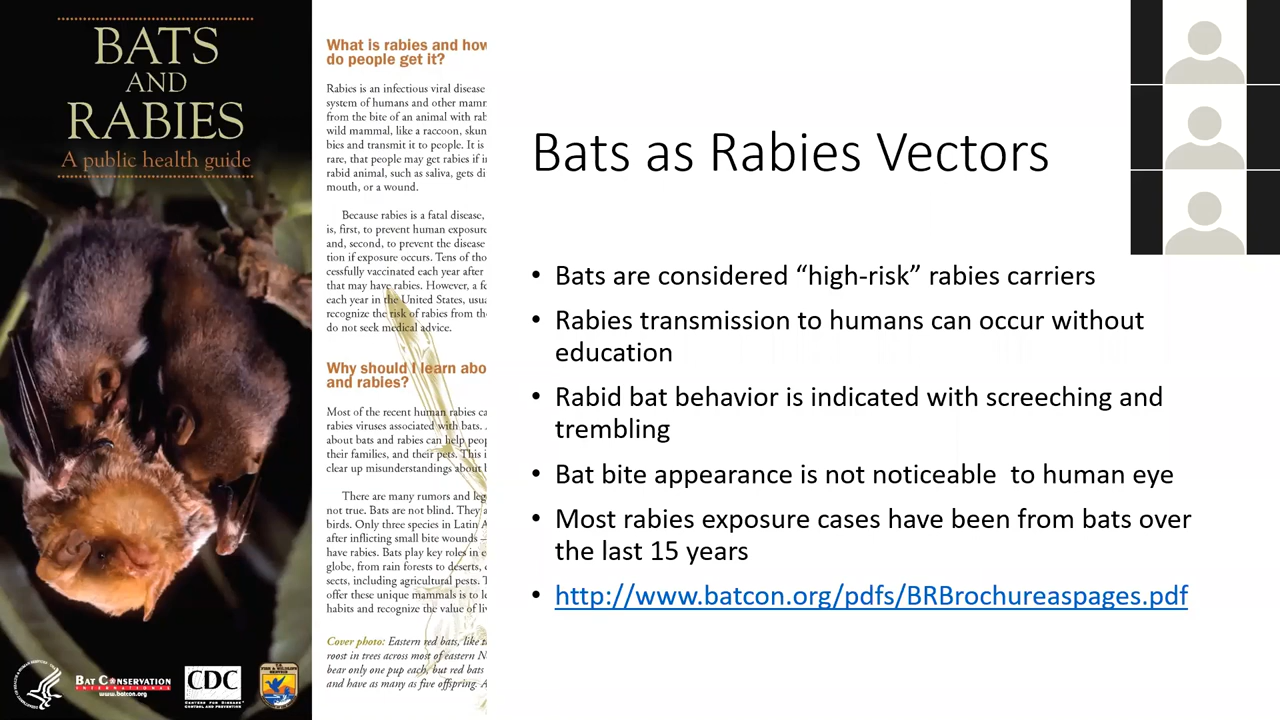 BATS
AND
RABIES
A public health guide
BAT CONSERVATION
INTERNATIONAL
www.batcon.org
CDC
CENTERS FOR DISEASE
CONTROL AND PREVENTION
What is rabies and how
do people get it?
Rabies is an infectious viral disease
system of humans and other mamm
from the bite of an animal with rab
wild mammal, like a raccoon, skun
bies and transmit it to people. It is
rare, that people may get rabies if in
rabid animal, such as saliva, gets di
mouth, or a wound.
Because rabies is a fatal disease,
is, first, to prevent human exposure
and, second, to prevent the disease
tion if exposure occurs. Tens of tho
cessfully vaccinated each year after
that may have rabies. However, a fe
each year in the United States, usua
recognize the risk of rabies from the
do not seek medical advice.
Why should I learn abo
and rabies?
Most of the recent human rabies ca
rabies viruses associated with bats.
about bats and rabies can help peop
their families, and their pets. This i
clear up misunderstandings about b
There are many rumors and leg
not true. Bats are not blind. They a
birds. Only three species in Latin A
after inflicting small bite wounds –
have rabies. Bats play key roles in e
globe, from rain forests to deserts, e
sects, including agricultural pests. T
offer these unique mammals is to le
habits and recognize the value of liv
Cover photo: Eastern red bats, like t
roost in trees across most of eastern N
bear only one pup each, but red bats
and have as many as five offspring. A
Bats as Rabies Vectors
• Bats are considered “high-risk” rabies carriers
• Rabies transmission to humans can occur without
education
• Rabid bat behavior is indicated with screeching and
trembling
• Bat bite appearance is not noticeable  to human eye
• Most rabies exposure cases have been from bats over
the last 15 years
• http://www.batcon.org/pdfs/BRBrochureaspages.pdf